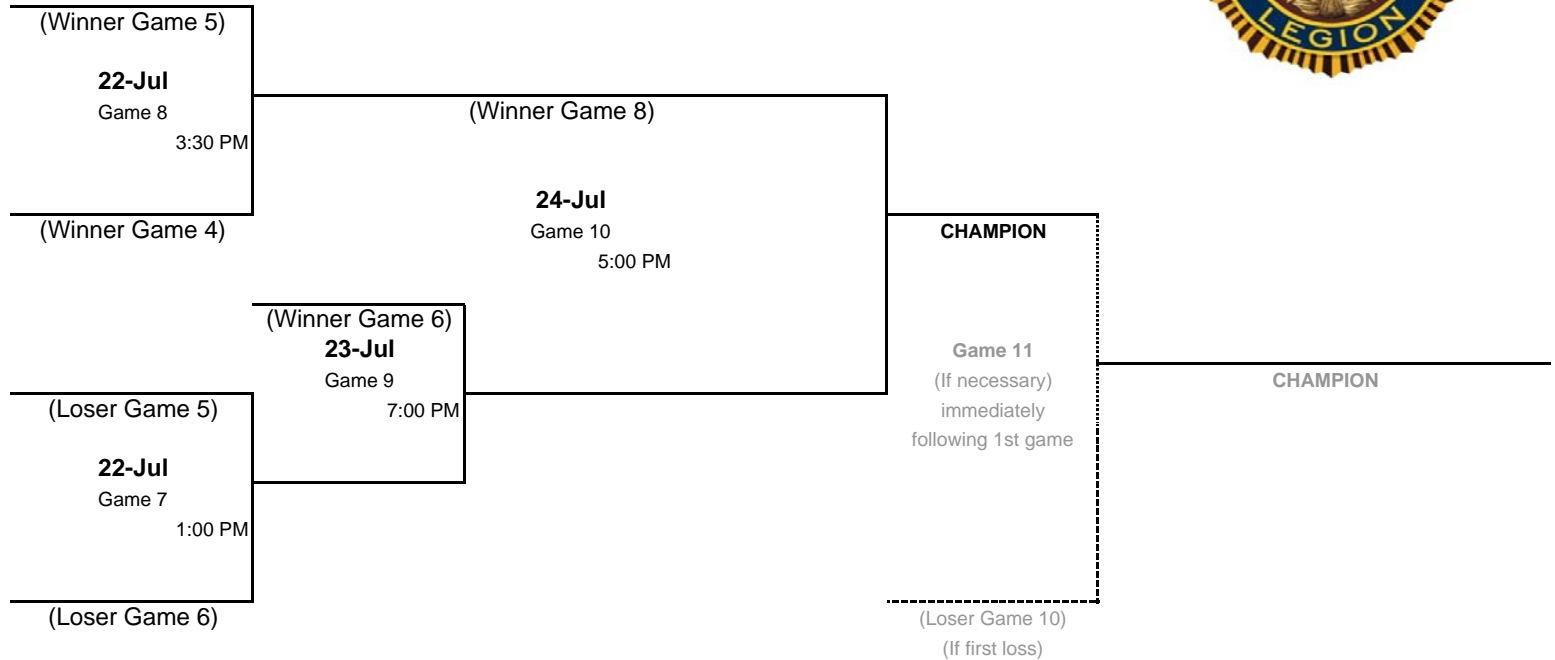 LEGION
(Winner Game 5)
22-Jul
Game 8
3:30 PM
(Winner Game 4)
(Winner Game 8)
24-Jul
Game 10
5:00 PM
(Winner Game 6)
23-Jul
Game 9
7:00 PM
(Loser Game 5)
22-Jul
Game 7
1:00 PM
(Loser Game 6)
CHAMPION
Game 11
(If necessary)
immediately
following 1st game
(Loser Game 10)
(If first loss)
CHAMPION